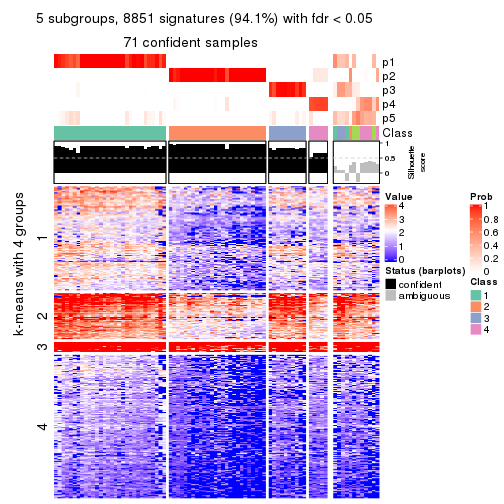 5 subgroups, 8851 signatures (94.1%) with fdr < 0.05
71 confident samples
p1
p2
p3
p4
p5
Class
1
0.5
0
Silhouette
score
k-means with 4 groups
1
2
3
4
Value
4
3
2
1
0
Status (barplots)
confident
ambiguous
Prob
1
0.8
0.6
0.4
0.2
0
Class
1
2
3
4